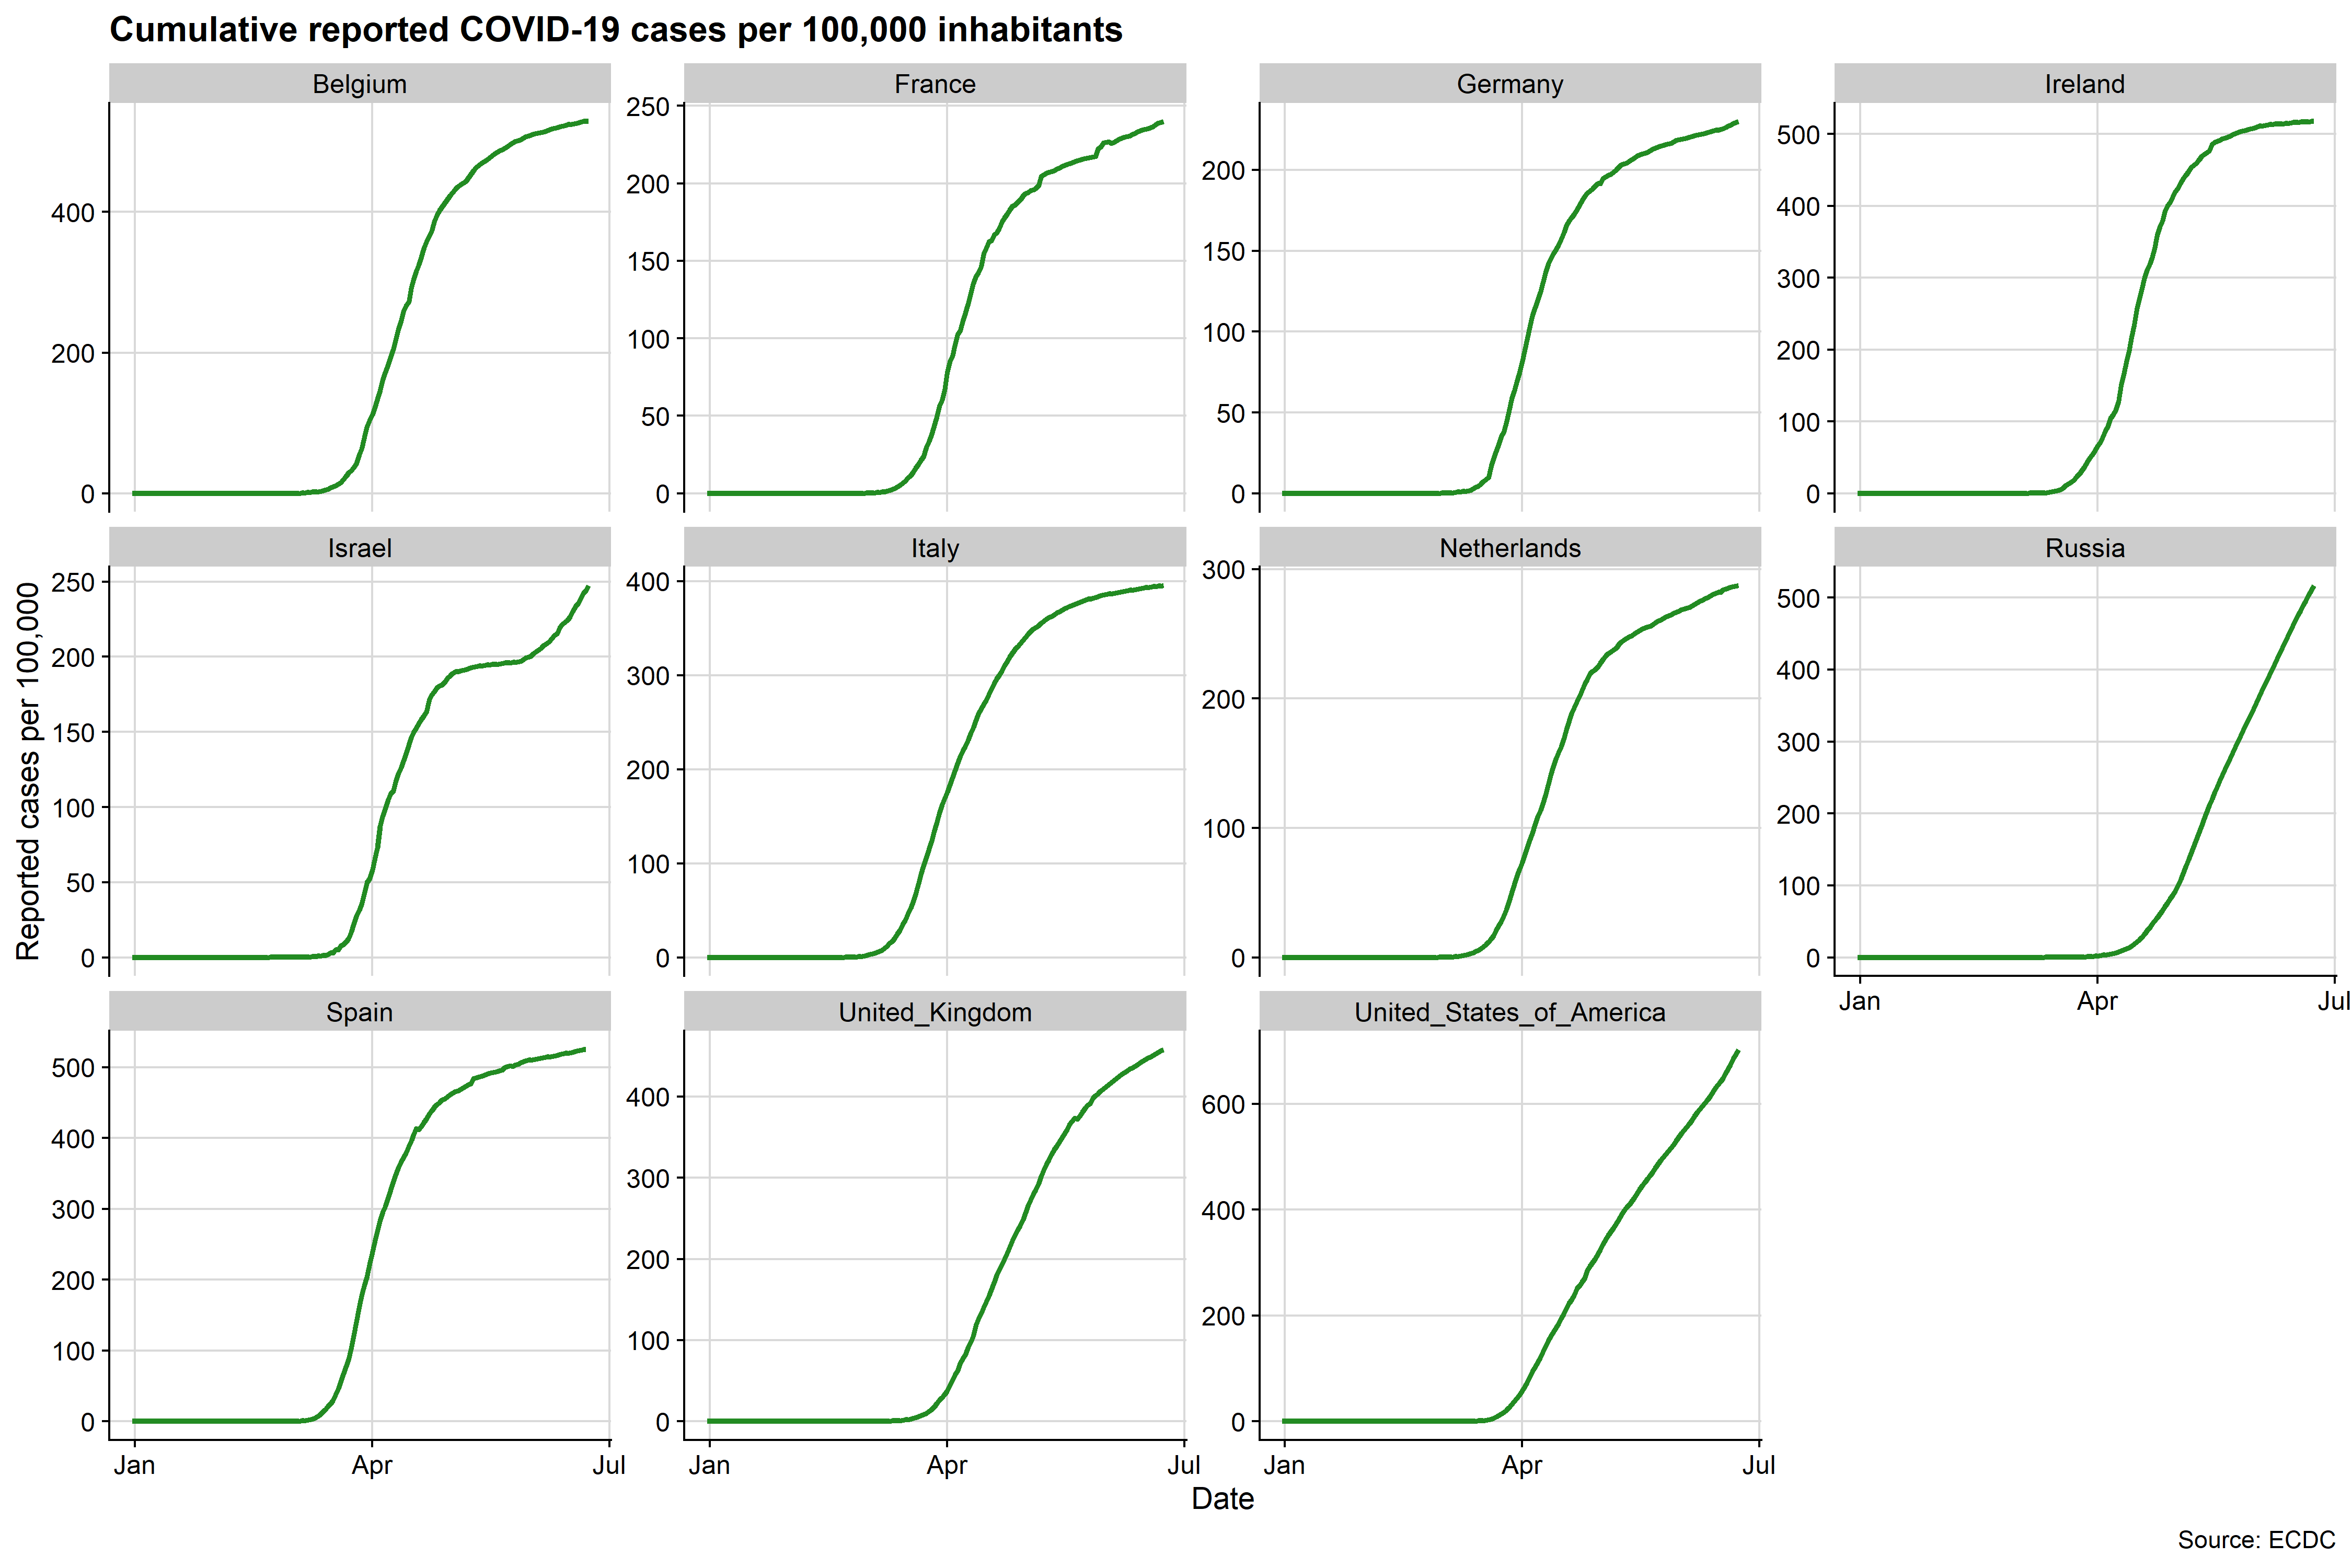 Cumulative reported COVID-19 cases per 100,000 inhabitants
Belgium
France
Germany
Ireland
400
200
0
250
200
150
100
50
0
200
150
100
50
0
500
400
300
200
100
0
Israel
Italy
Netherlands
Russia
Reported cases per 100,000
250
200
150
100
50
0
400
300
200
100
0
300
200
100
0
500
400
300
200
100
0
Jan Apr Jul
Spain
United_Kingdom
United_States_of_America
500
400
300
200
100
0
400
300
200
100
0
600
400
200
0
Jan Apr Jul
Jan Apr Jul
Jan Apr Jul
Date
Source: ECDC